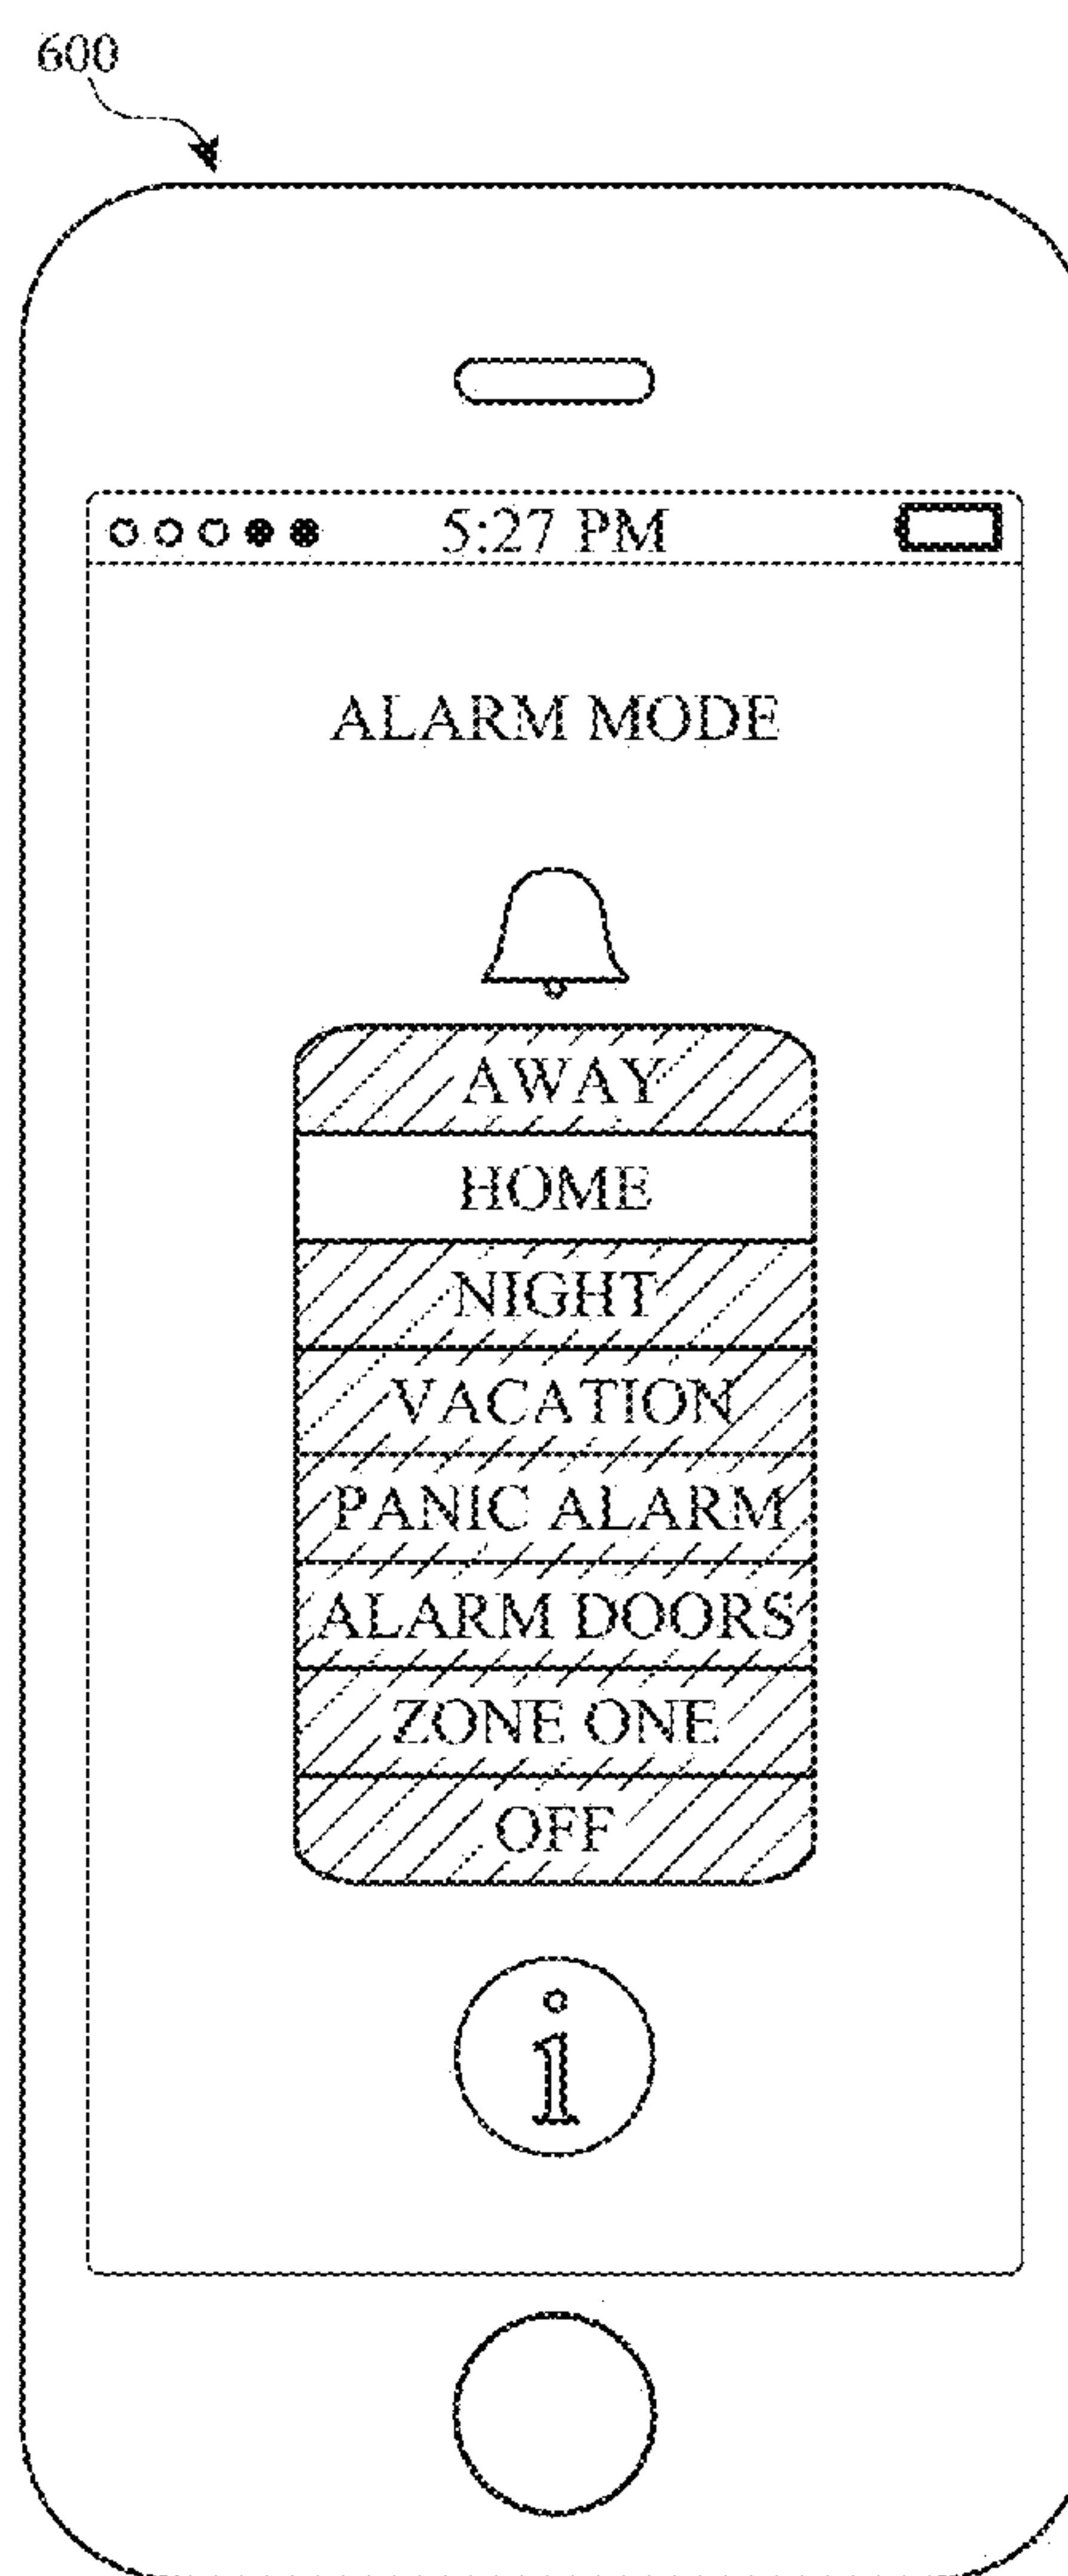 600
5:27 PM
ALARM MODE
AWAY
HOME
NIGHT
VACATION
PANIC ALARM
ALARM DOORS
ZONE ONE
OFF
i